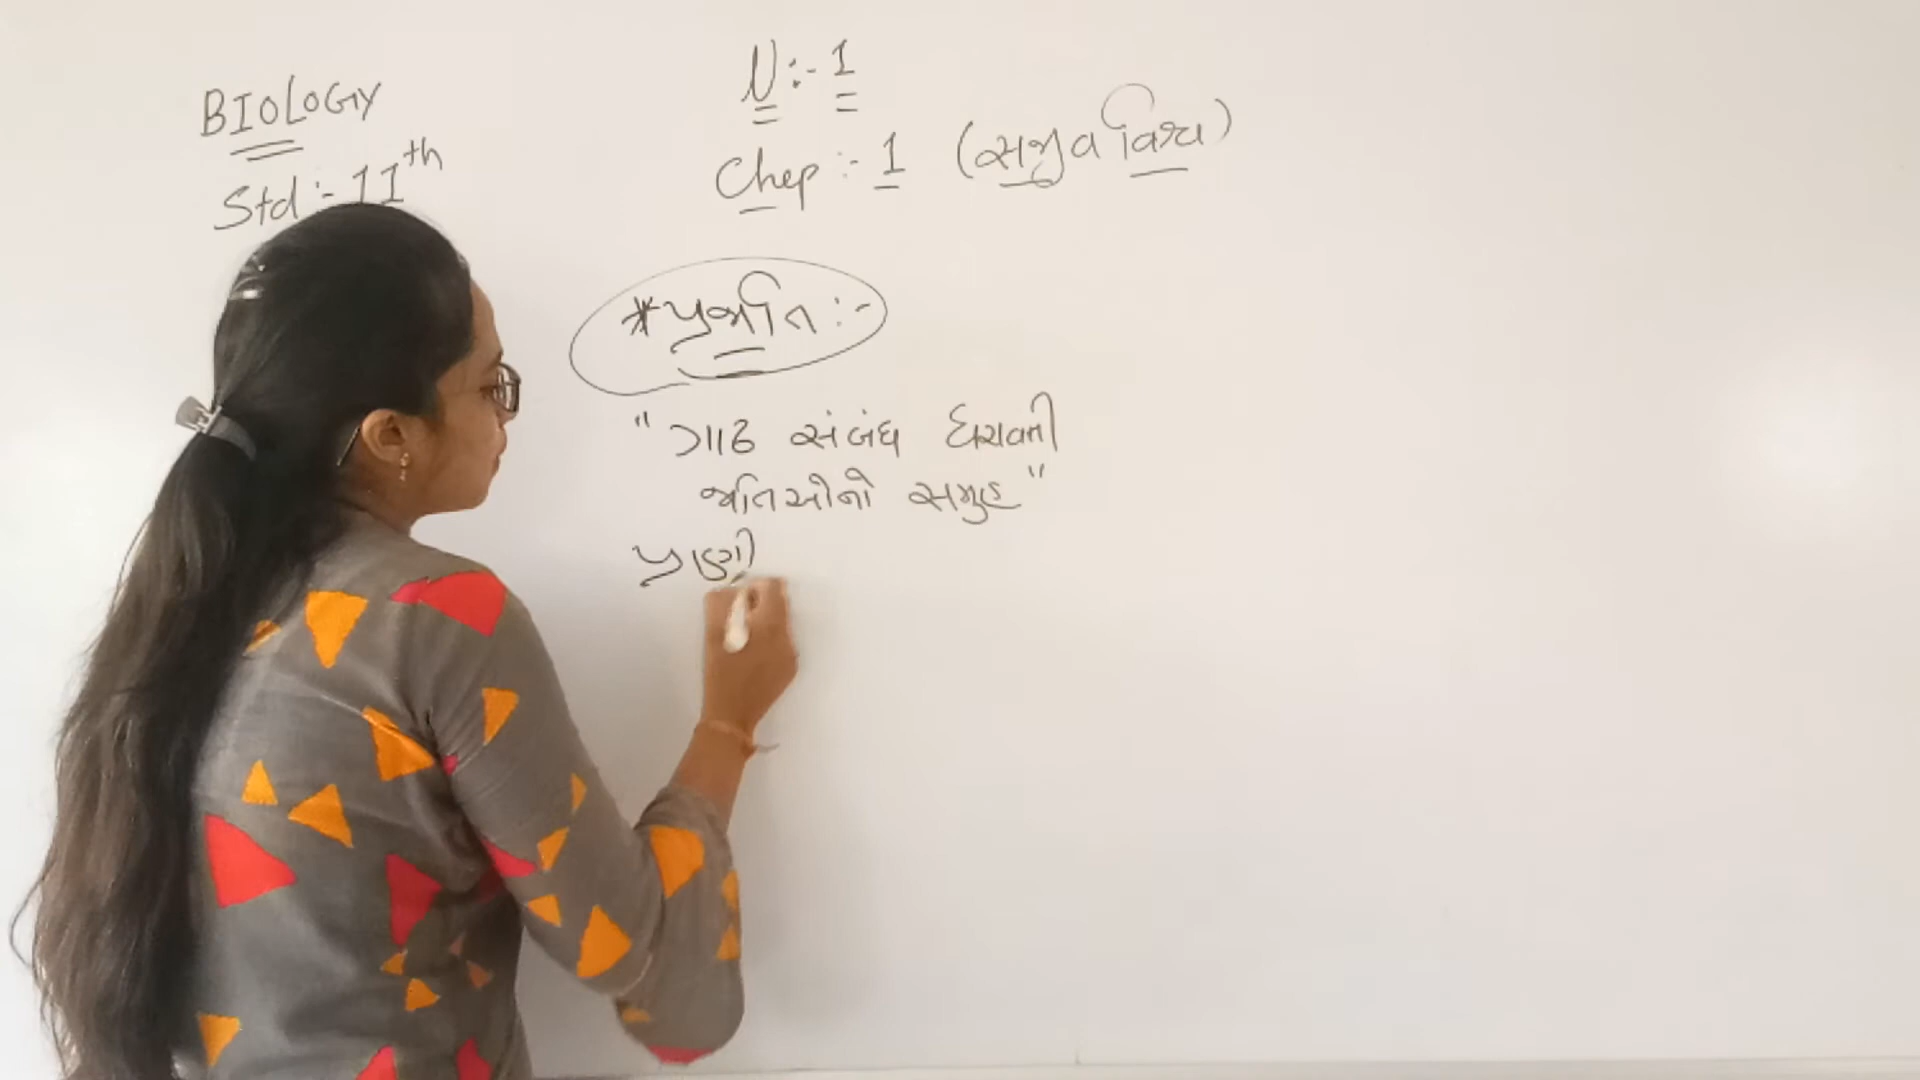 BIOLOGY
Std :- 11th
U :- 1
Chep :- 1 (સજીવ વિશ્વ)
* પ્રજાતિ :-
" ગાઢ સંબંધ ધરાવતી
જાતિઓનો સમુહ "
પ્રાણી